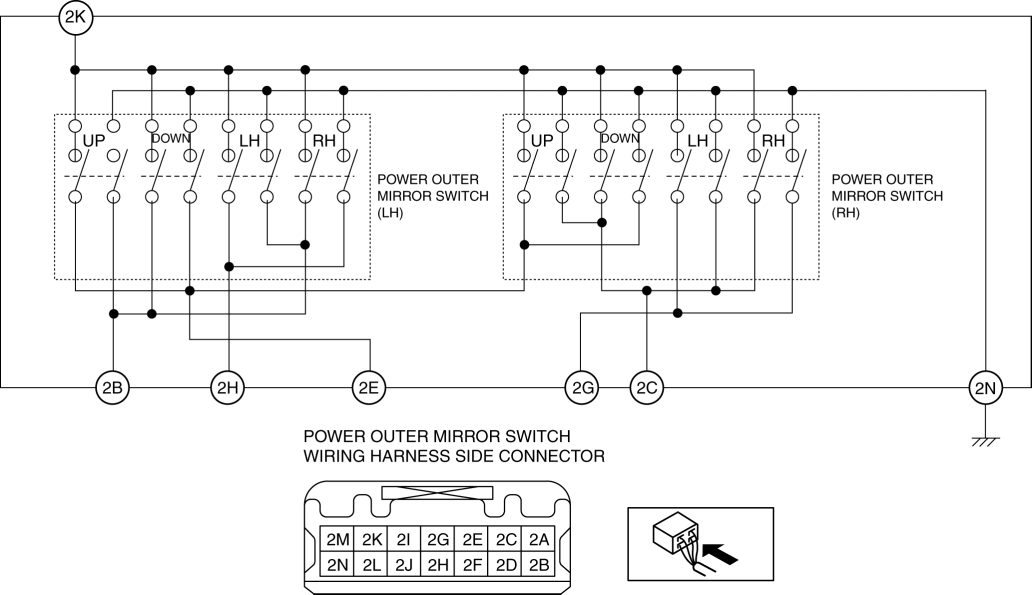 2K
UP DOWN LH RH
UP DOWN LH RH
POWER OUTER
MIRROR SWITCH
(LH)
POWER OUTER
MIRROR SWITCH
(RH)
2B 2H 2E 2G 2C 2N
POWER OUTER MIRROR SWITCH
WIRING HARNESS SIDE CONNECTOR
2M 2K 2I 2G 2E 2C 2A
2N 2L 2J 2H 2F 2D 2B